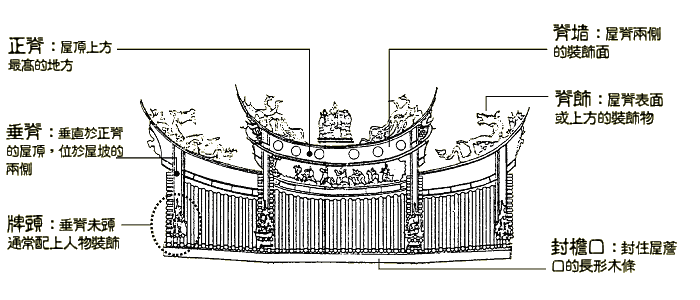 正脊：屋頂上方
最高的地方
垂脊：垂直於正脊
的屋頂，位於屋坡的
兩側
牌頭：垂脊末頭
通常配上人物裝飾
脊墙：屋脊兩側
的裝飾面
脊飾：屋脊表面
或上方的裝飾物
封檐口：封住屋簷
口的長形木條